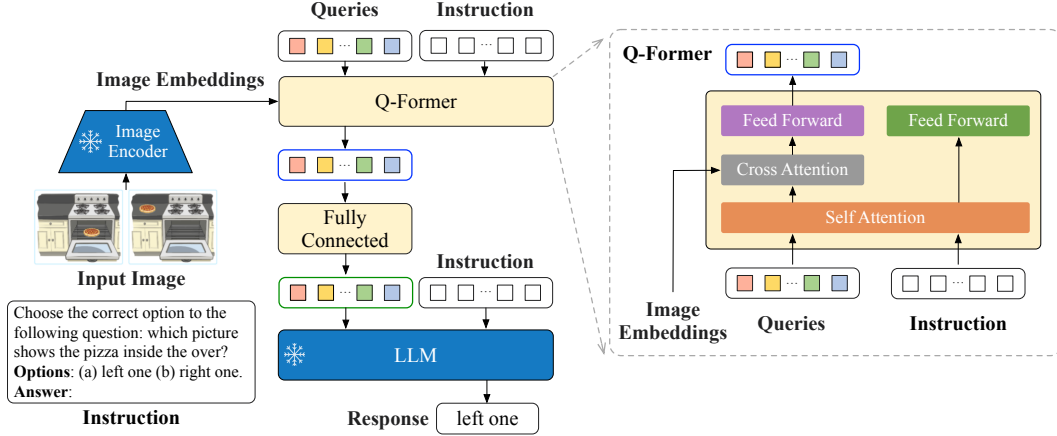 Queries
Instruction
...
...
Image Embeddings
Q-Former
Image
Encoder
...
Fully
Connected
Input Image
Instruction
...
...
LLM
Choose the correct option to the
following question: which picture
shows the pizza inside the over?
Options: (a) left one (b) right one.
Answer:
Instruction
Response
left one
Q-Former
...
Feed Forward
Feed Forward
Cross Attention
Self Attention
...
...
Image
Embeddings
Queries
Instruction